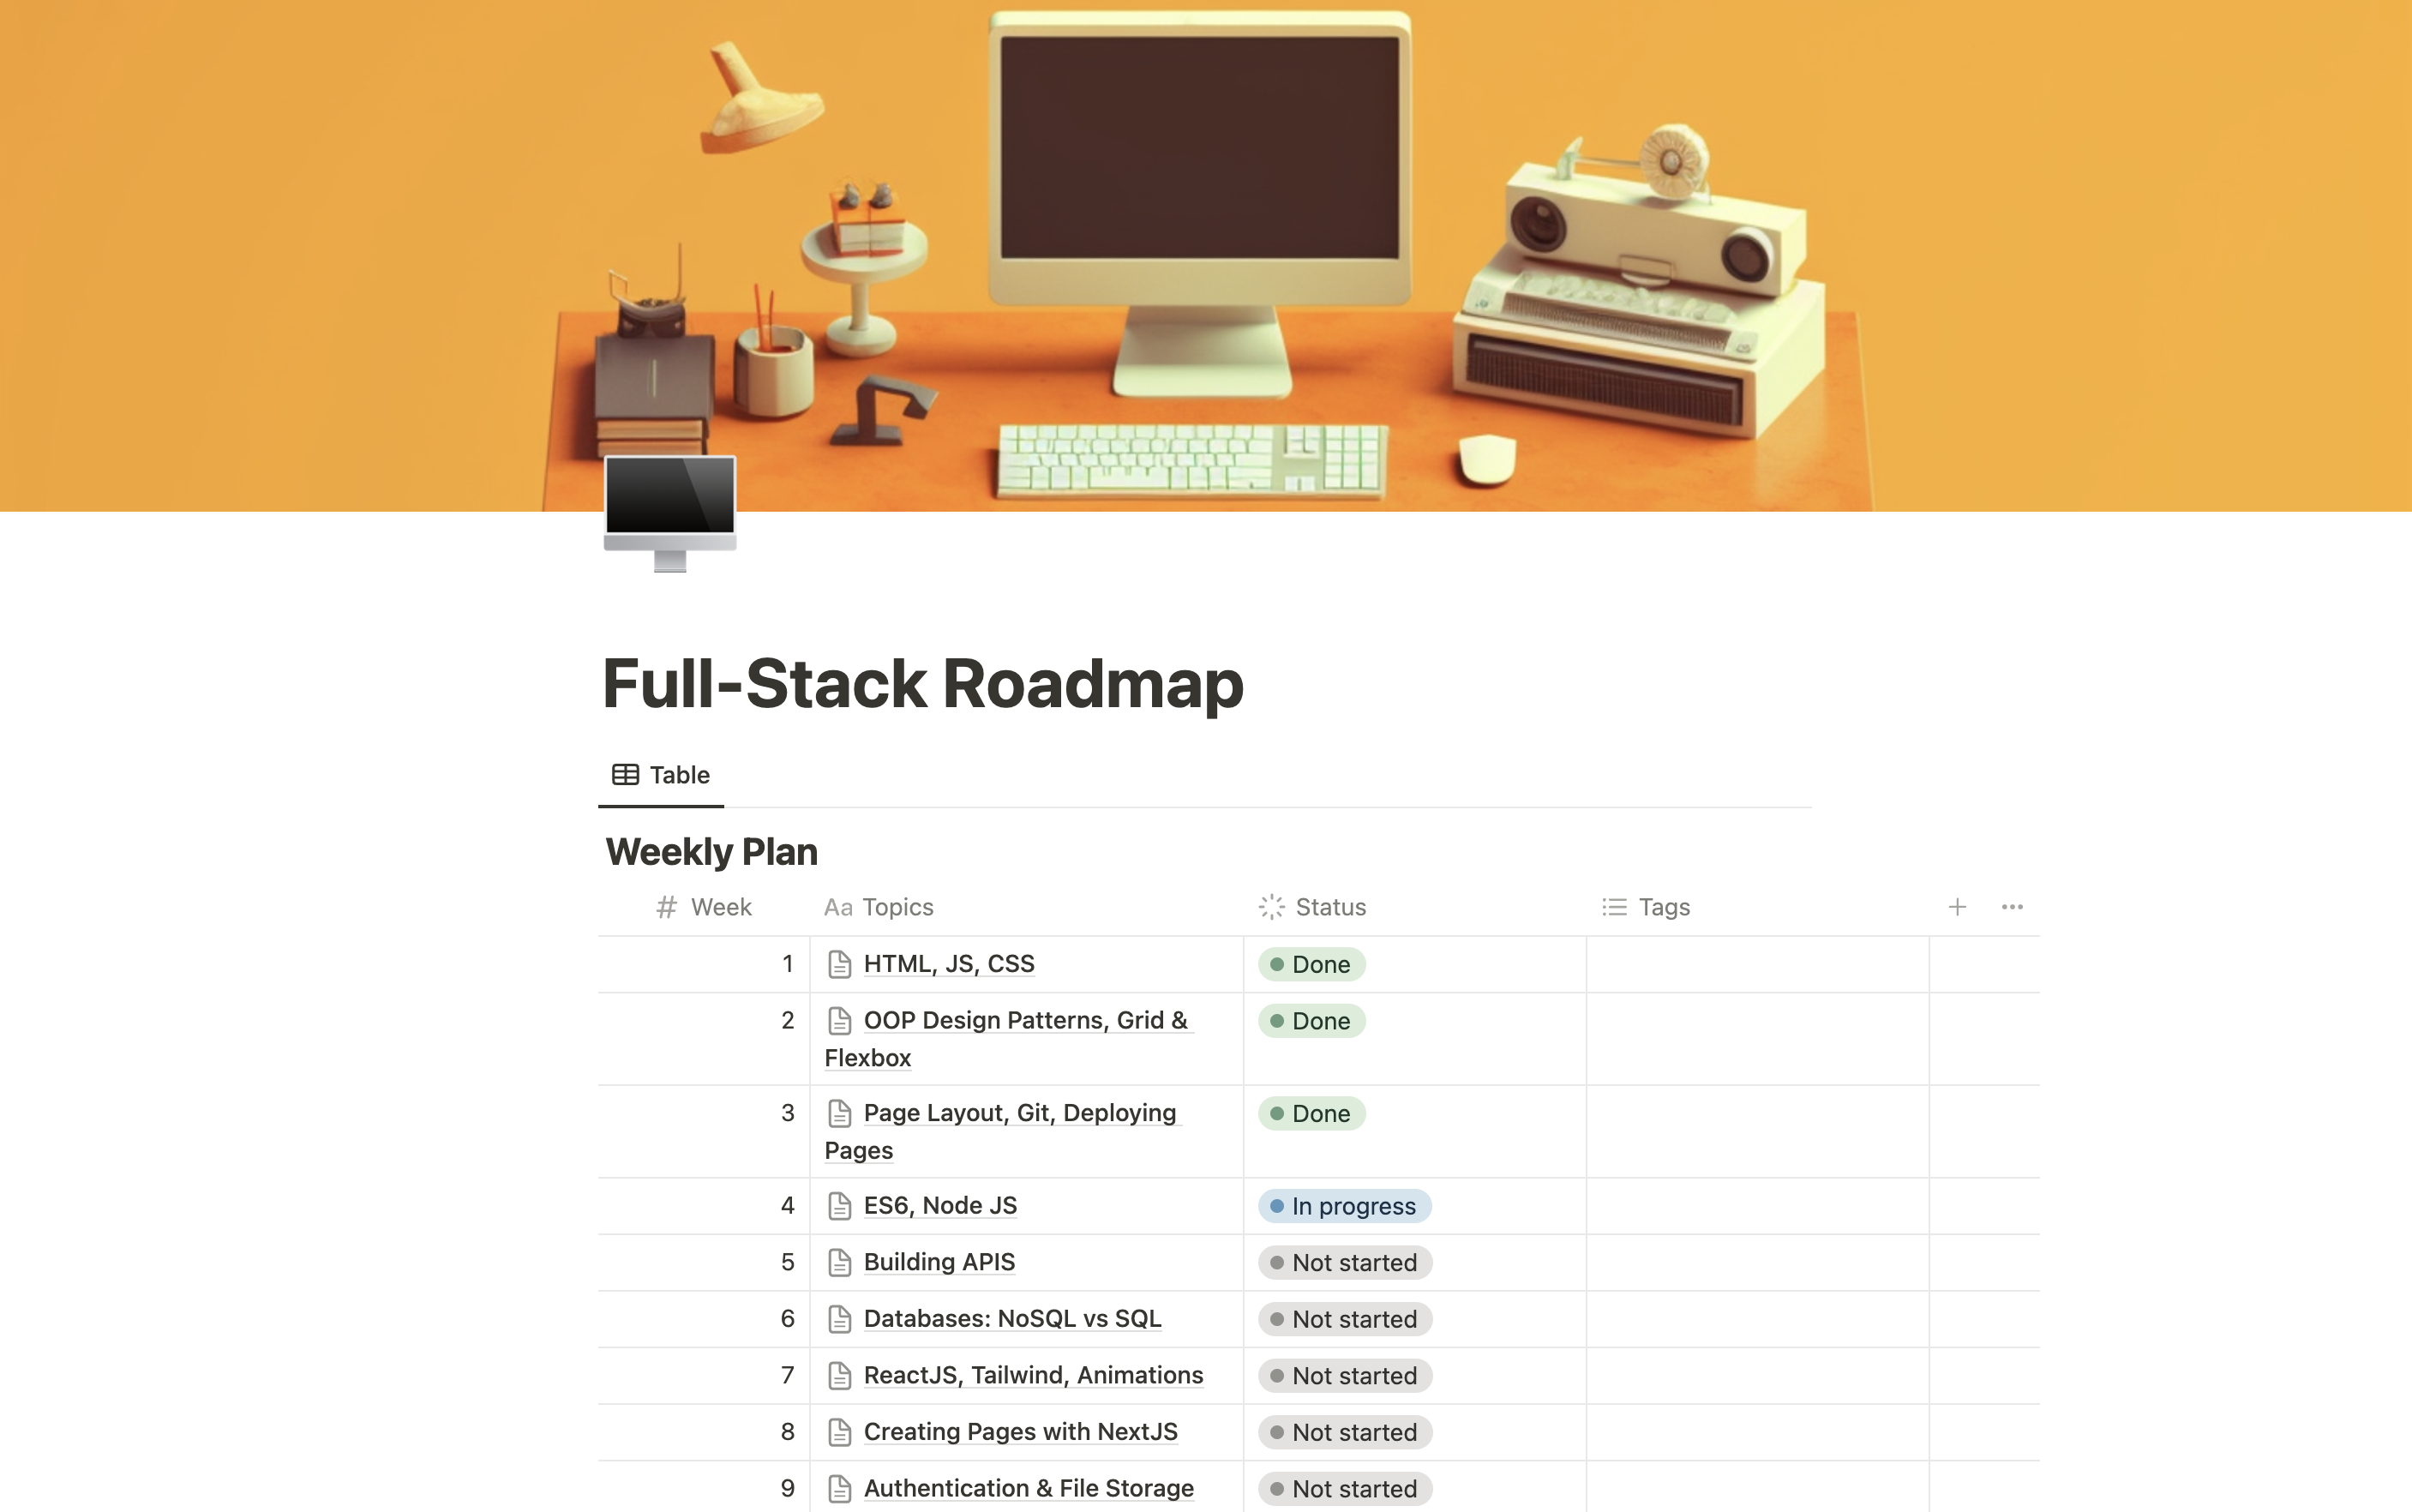 Full-Stack Roadmap
Table
Weekly Plan
# Week Aa Topics Status Tags
1 HTML, JS, CSS Done
2 OOP Design Patterns, Grid & Done
Flexbox
3 Page Layout, Git, Deploying Done
Pages
4 ES6, Node JS In progress
5 Building APIS Not started
6 Databases: NoSQL vs SQL Not started
7 ReactJS, Tailwind, Animations Not started
8 Creating Pages with NextJS Not started
9 Authentication & File Storage Not started